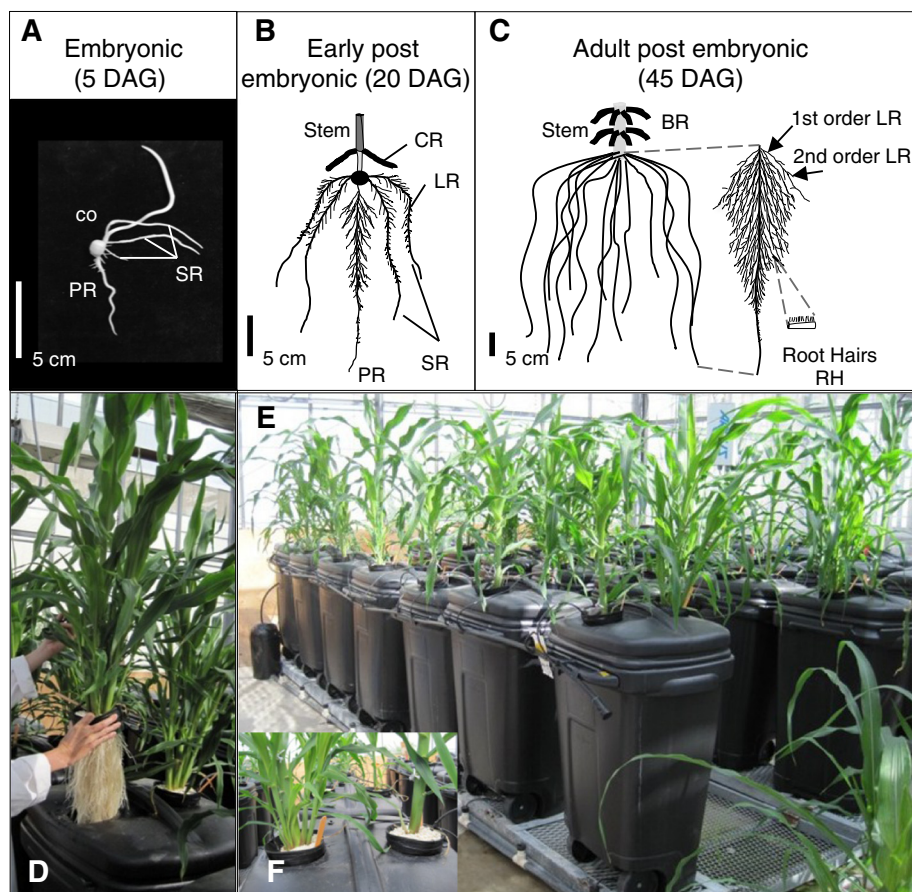 A
Embryonic
(5 DAG)
co
PR
SR
5 cm
B
Early post
embryonic (20 DAG)
Stem
CR
LR
5 cm
PR
SR
C
Adult post embryonic
(45 DAG)
Stem
BR
1st order LR
2nd order LR
5 cm
Root Hairs
RH
D
E
F